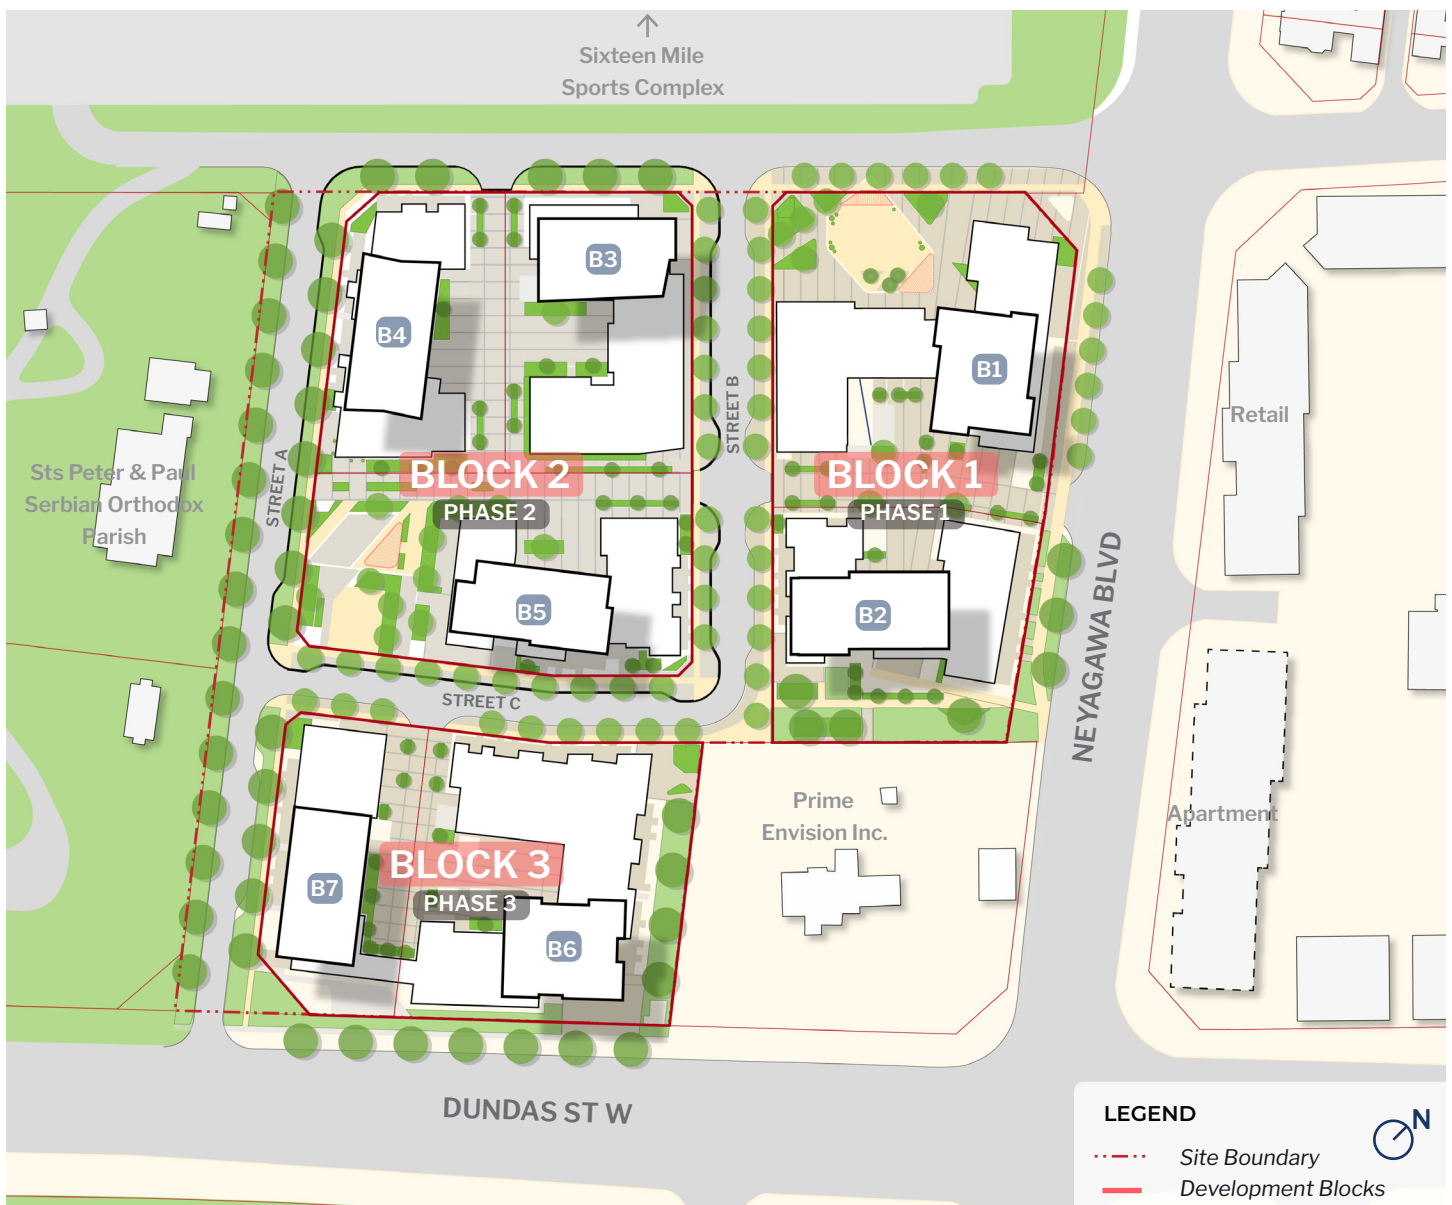 Sixteen Mile
Sports Complex
B3
B4
B1
STREET B
Retail
Sts Peter & Paul
Serbian Orthodox
Parish
STREET A
BLOCK 2
PHASE 2
BLOCK 1
PHASE 1
B5
B2
NEYAGAWA BLVD
STREET C
Prime
Envision Inc.
Apartment
BLOCK 3
PHASE 3
B7
B6
DUNDAS ST W
LEGEND
N
Site Boundary
Development Blocks